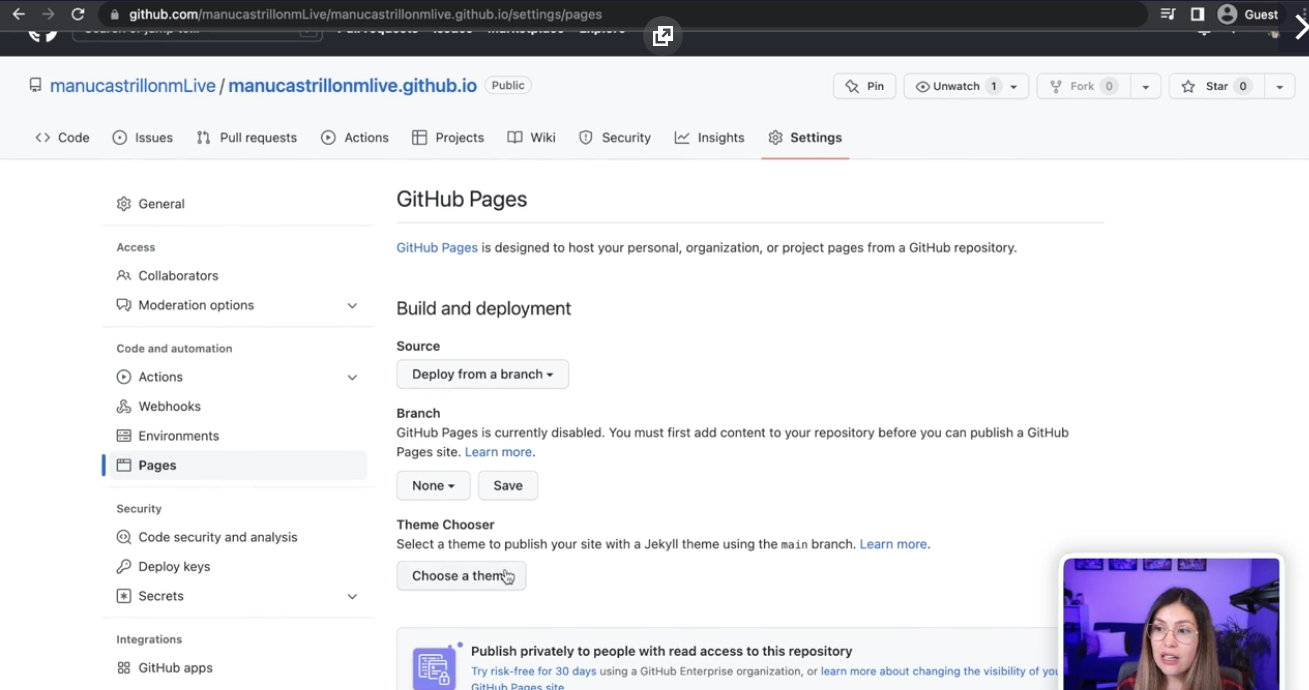 github.com/manucastrillonmLive/manucastrillonmlive.github.io/settings/pages
Guest
Pull requests Issues Marketplace Explore
manucastrillonmLive / manucastrillonmlive.github.io Public
Pin
Unwatch 1
Fork 0
Star 0
Code
Issues
Pull requests
Actions
Projects
Wiki
Security
Insights
Settings
General
Access
Collaborators
Moderation options
Code and automation
Actions
Webhooks
Environments
Pages
Security
Code security and analysis
Deploy keys
Secrets
Integrations
GitHub apps
GitHub Pages
GitHub Pages is designed to host your personal, organization, or project pages from a GitHub repository.
Build and deployment
Source
Deploy from a branch
Branch
GitHub Pages is currently disabled. You must first add content to your repository before you can publish a GitHub
Pages site. Learn more.
None
Save
Theme Chooser
Select a theme to publish your site with a Jekyll theme using the main branch. Learn more.
Choose a theme
Publish privately to people with read access to this repository
Try risk-free for 30 days using a GitHub Enterprise organization, or learn more about changing the visibility of you
GitHub Pages site